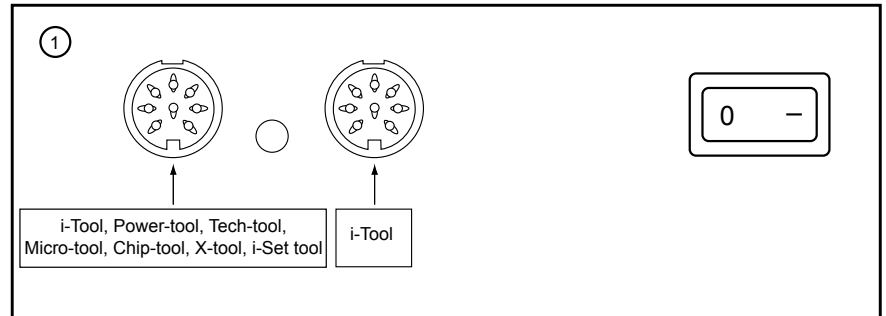 1
0 –
i-Tool, Power-tool, Tech-tool,
Micro-tool, Chip-tool, X-tool, i-Set tool
i-Tool